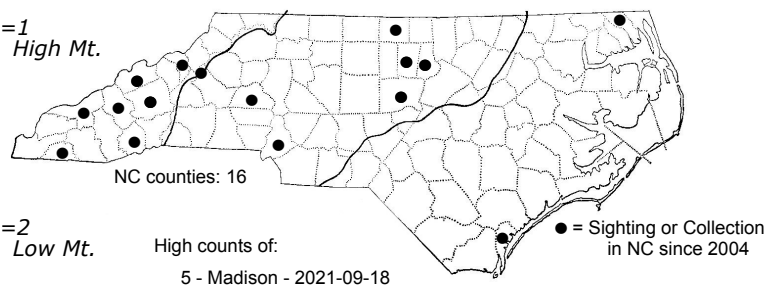 =1
High Mt.
NC counties: 16
=2
Low Mt.
High counts of:
5 - Madison - 2021-09-18
● = Sighting or Collection
in NC since 2004